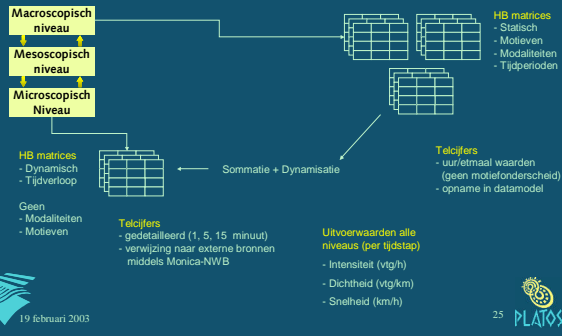 Macroscopisch
niveau
Mesoscopisch
niveau
Microscopisch
Niveau
HB matrices
- Statisch
- Motieven
- Modaliteiten
- Tijdperioden
HB matrices
- Dynamisch
- Tijdverloop
Geen
- Modaliteiten
- Motieven
Sommatie + Dynamisatie
Telcijfers
- uur/etmaal waarden
(geen motiefonderscheid)
- opname in datamodel
Telcijfers
- gedetailleerd (1, 5, 15 minuut)
- verwijzing naar externe bronnen
middels Monica-NWB
Uitvoerwaarden alle
niveaus (per tijdstap)
- Intensiteit (vtg/h)
- Dichtheid (vtg/km)
- Snelheid (km/h)
19 februari 2003
25
PLATOS